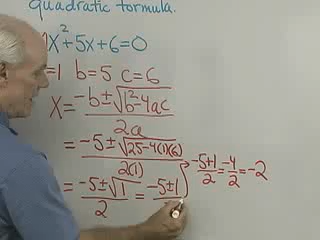 quadratic formula.
1x²+5x+6=0
=1 b=5 c=6
x = -b±√b²-4ac / 2a
= -5±√25-4(1)(6) / 2(1)
= -5±√1 / 2 = -5±1
-5+1 / 2 = -4 / 2 = -2